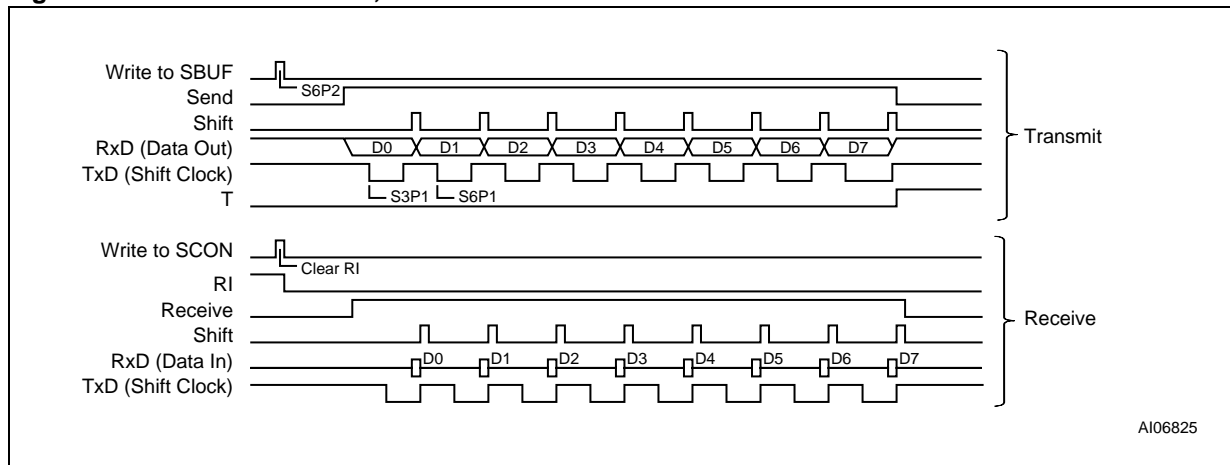 Write to SBUF
S6P2
Send
Shift
RxD (Data Out)
D0 D1 D2 D3 D4 D5 D6 D7
TxD (Shift Clock)
S3P1 S6P1
T
Transmit
Write to SCON
Clear RI
RI
Receive
Shift
RxD (Data In)
D0 D1 D2 D3 D4 D5 D6 D7
TxD (Shift Clock)
Receive
AI06825